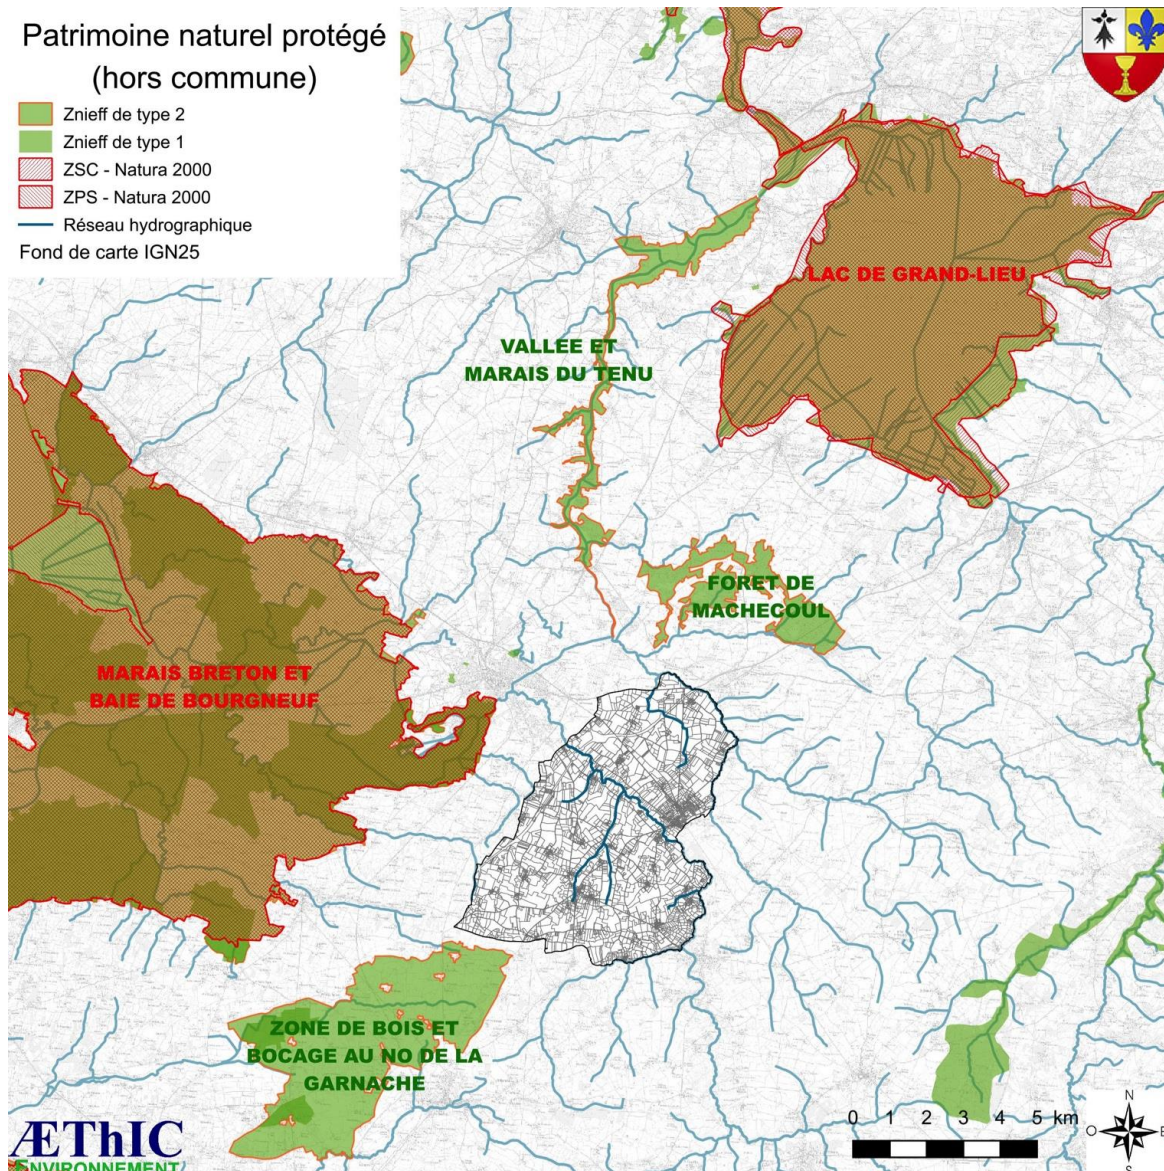 Patrimoine naturel protégé
(hors commune)
Znieff de type 2
Znieff de type 1
ZSC - Natura 2000
ZPS - Natura 2000
Réseau hydrographique
Fond de carte IGN25
LAC DE GRAND-LIEU
VALLEE ET
MARAIS DU TENU
FORET DE
MACHECOUL
MARAIS BRETON ET
BAIE DE BOURGNEUF
ZONE DE BOIS ET
BOCAGE AU NO DE LA
GARNACHE
0 1 2 3 4 5 km
N
O E
S
ÆTHIC
ENVIRONNEMENT